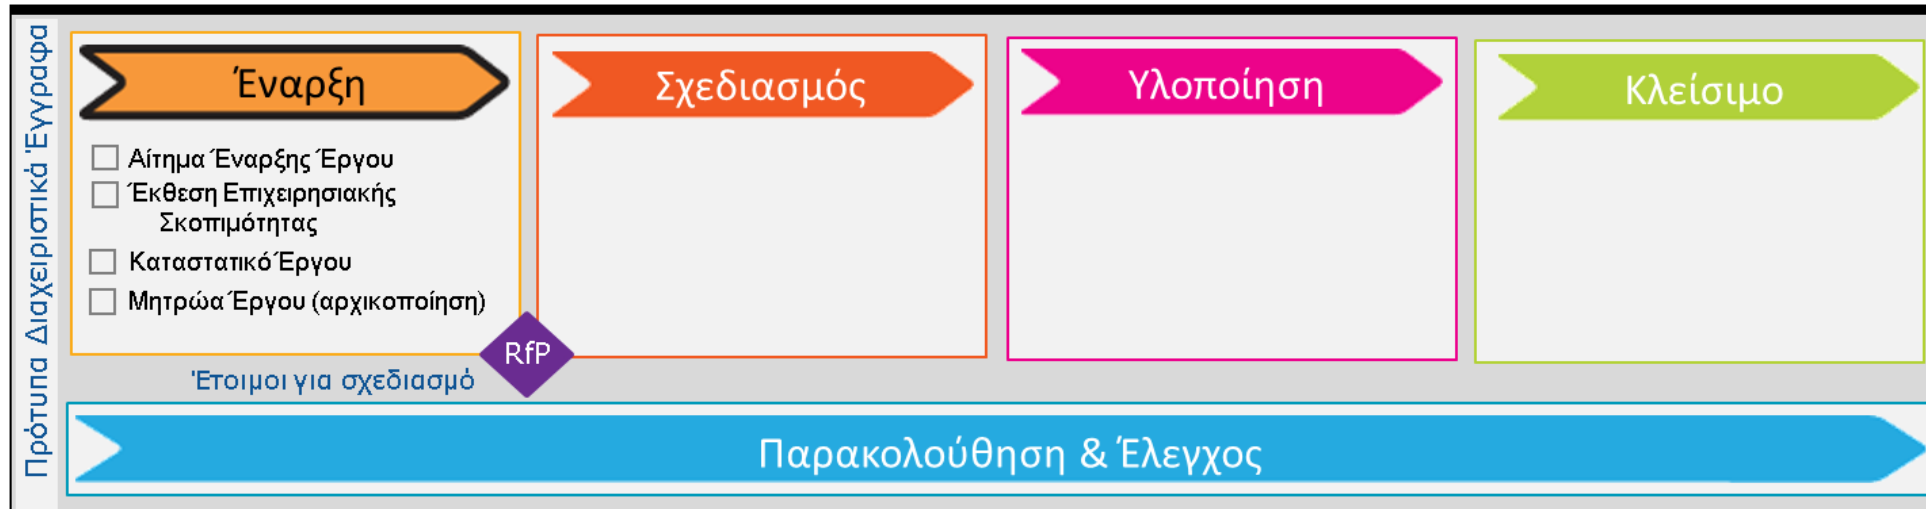 Πρότυπα Διαχειριστικά Έγγραφα
Έναρξη
Αίτημα Έναρξης Έργου
Έκθεση Επιχειρησιακής
Σκοπιμότητας
Καταστατικό Έργου
Μητρώα Έργου (αρχικοποίηση)
Σχεδιασμός
Υλοποίηση
Κλείσιμο
RfP
Έτοιμοι για σχεδιασμό
Παρακολούθηση & Έλεγχος